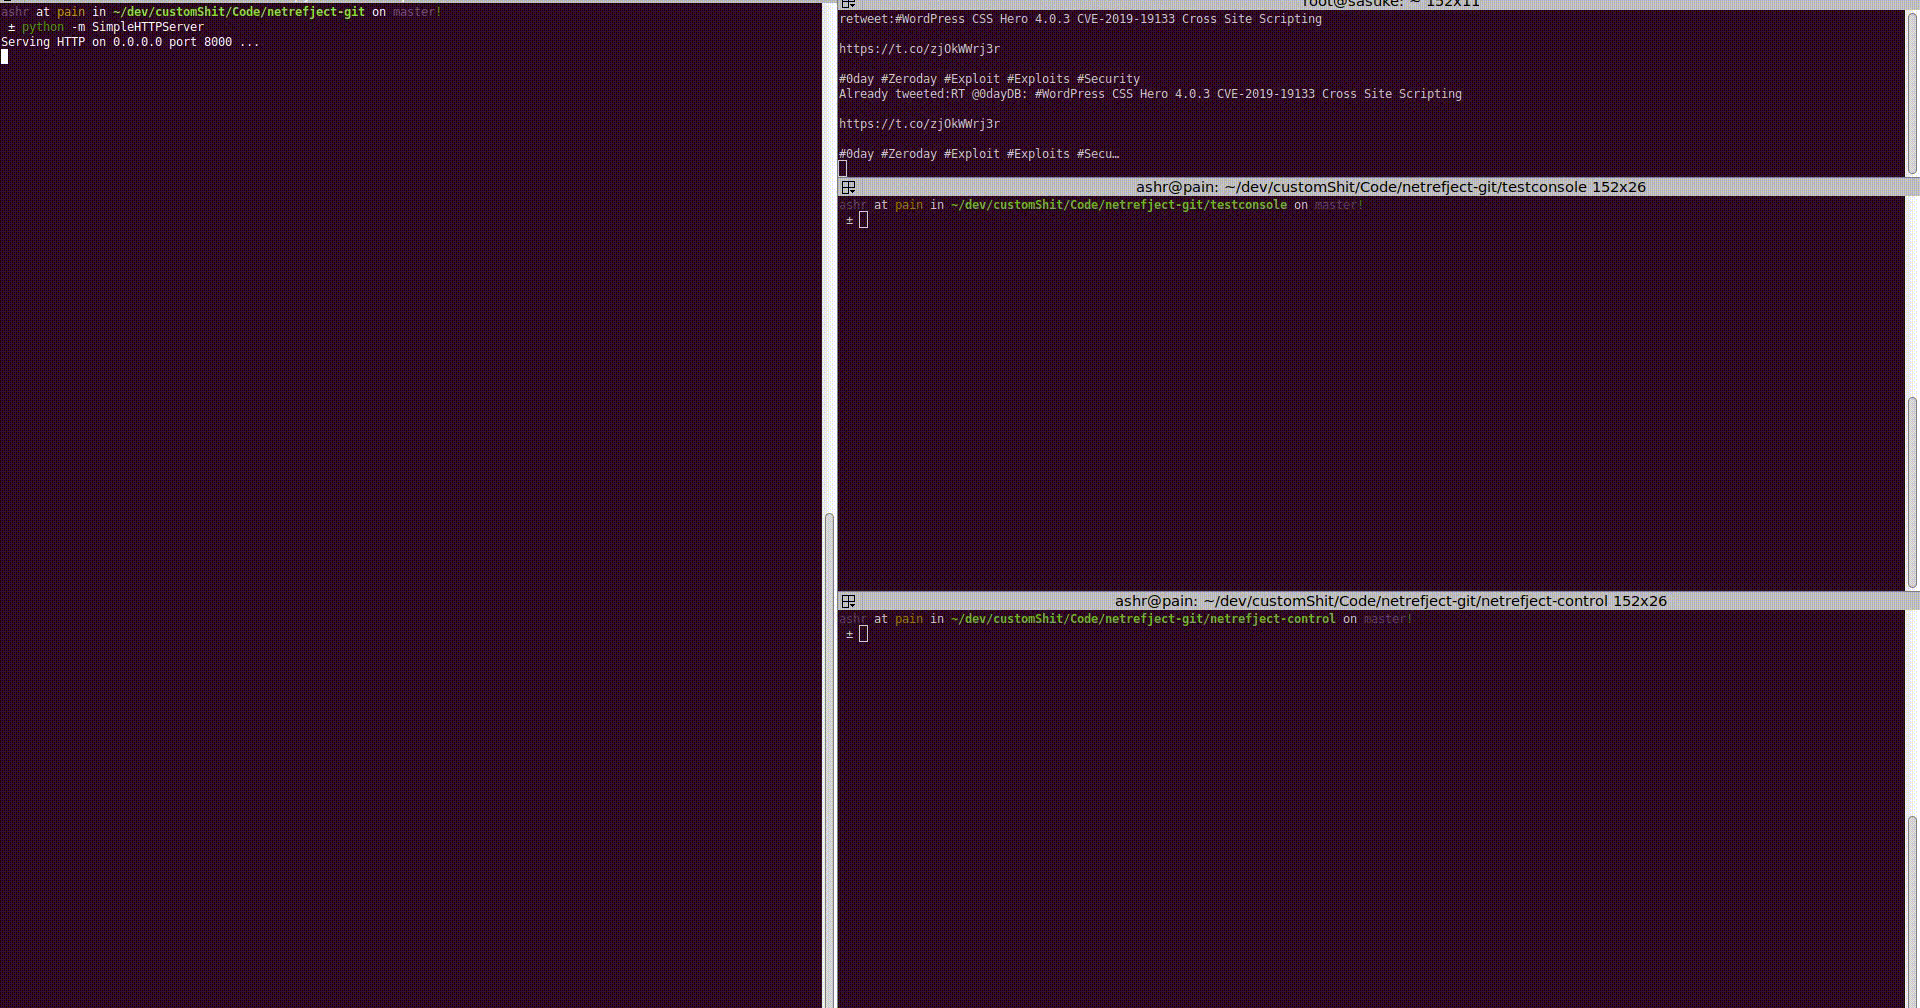 ashr at pain in ~/dev/customShit/Code/netrefject-git on master!
± python -m SimpleHTTPServer
Serving HTTP on 0.0.0.0 port 8000 ...
root@sasuke: ~ 152x11
retweet:#WordPress CSS Hero 4.0.3 CVE-2019-19133 Cross Site Scripting
https://t.co/zjOkWWrj3r
#0day #Zeroday #Exploit #Exploits #Security
Already tweeted:RT @0dayDB: #WordPress CSS Hero 4.0.3 CVE-2019-19133 Cross Site Scripting
https://t.co/zjOkWWrj3r
#0day #Zeroday #Exploit #Exploits #Secu…
ashr@pain: ~/dev/customShit/Code/netrefject-git/testconsole 152x26
ashr at pain in ~/dev/customShit/Code/netrefject-git/testconsole on master!
±
ashr@pain: ~/dev/customShit/Code/netrefject-git/netrefject-control 152x26
ashr at pain in ~/dev/customShit/Code/netrefject-git/netrefject-control on master!
±